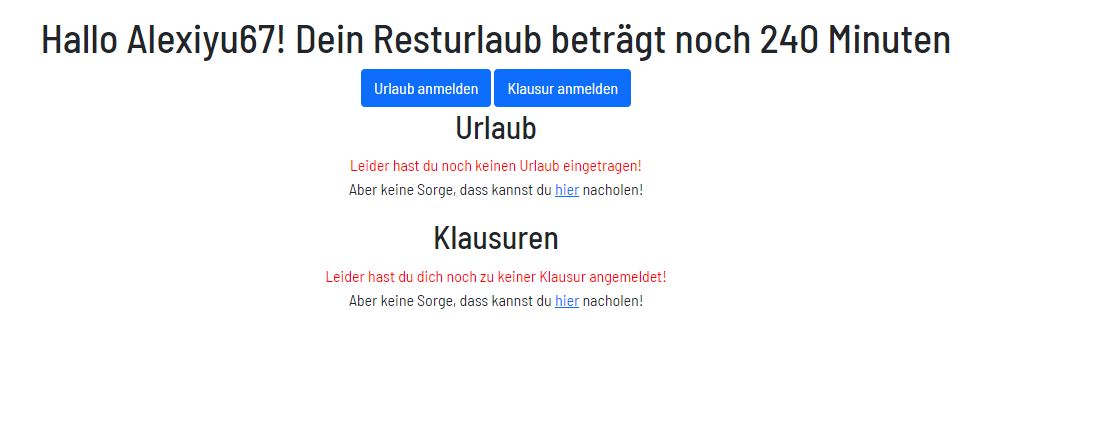 Hallo Alexiyu67! Dein Resturlaub beträgt noch 240 Minuten
Urlaub anmelden Klausur anmelden
Urlaub
Leider hast du noch keinen Urlaub eingetragen!
Aber keine Sorge, dass kannst du hier nacholen!
Klausuren
Leider hast du dich noch zu keiner Klausur angemeldet!
Aber keine Sorge, dass kannst du hier nacholen!